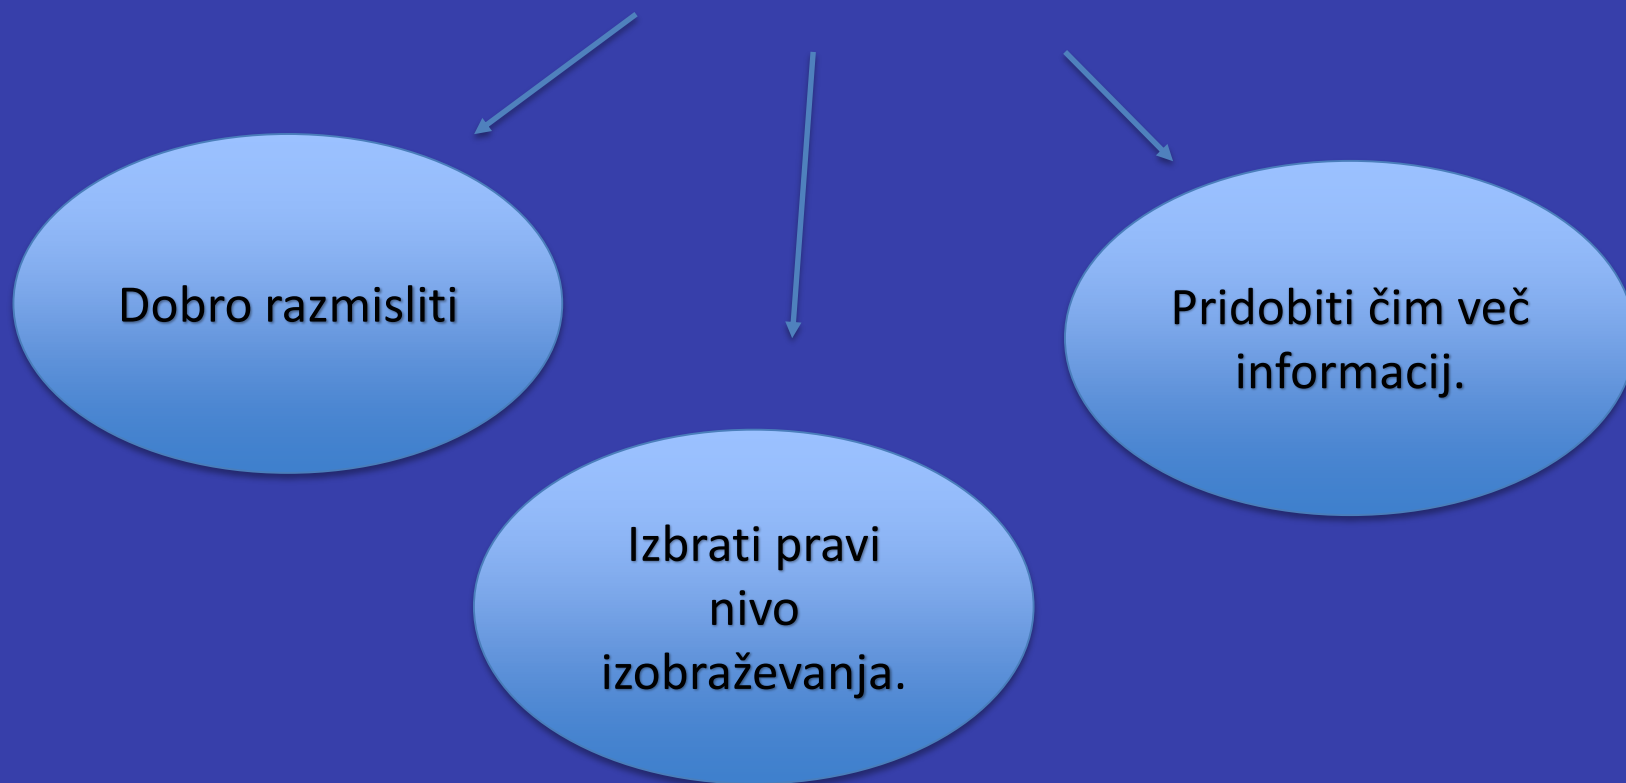 Dobro razmisliti
Izbrati pravi
nivo
izobraževanja.
Pridobiti čim več
informacij.